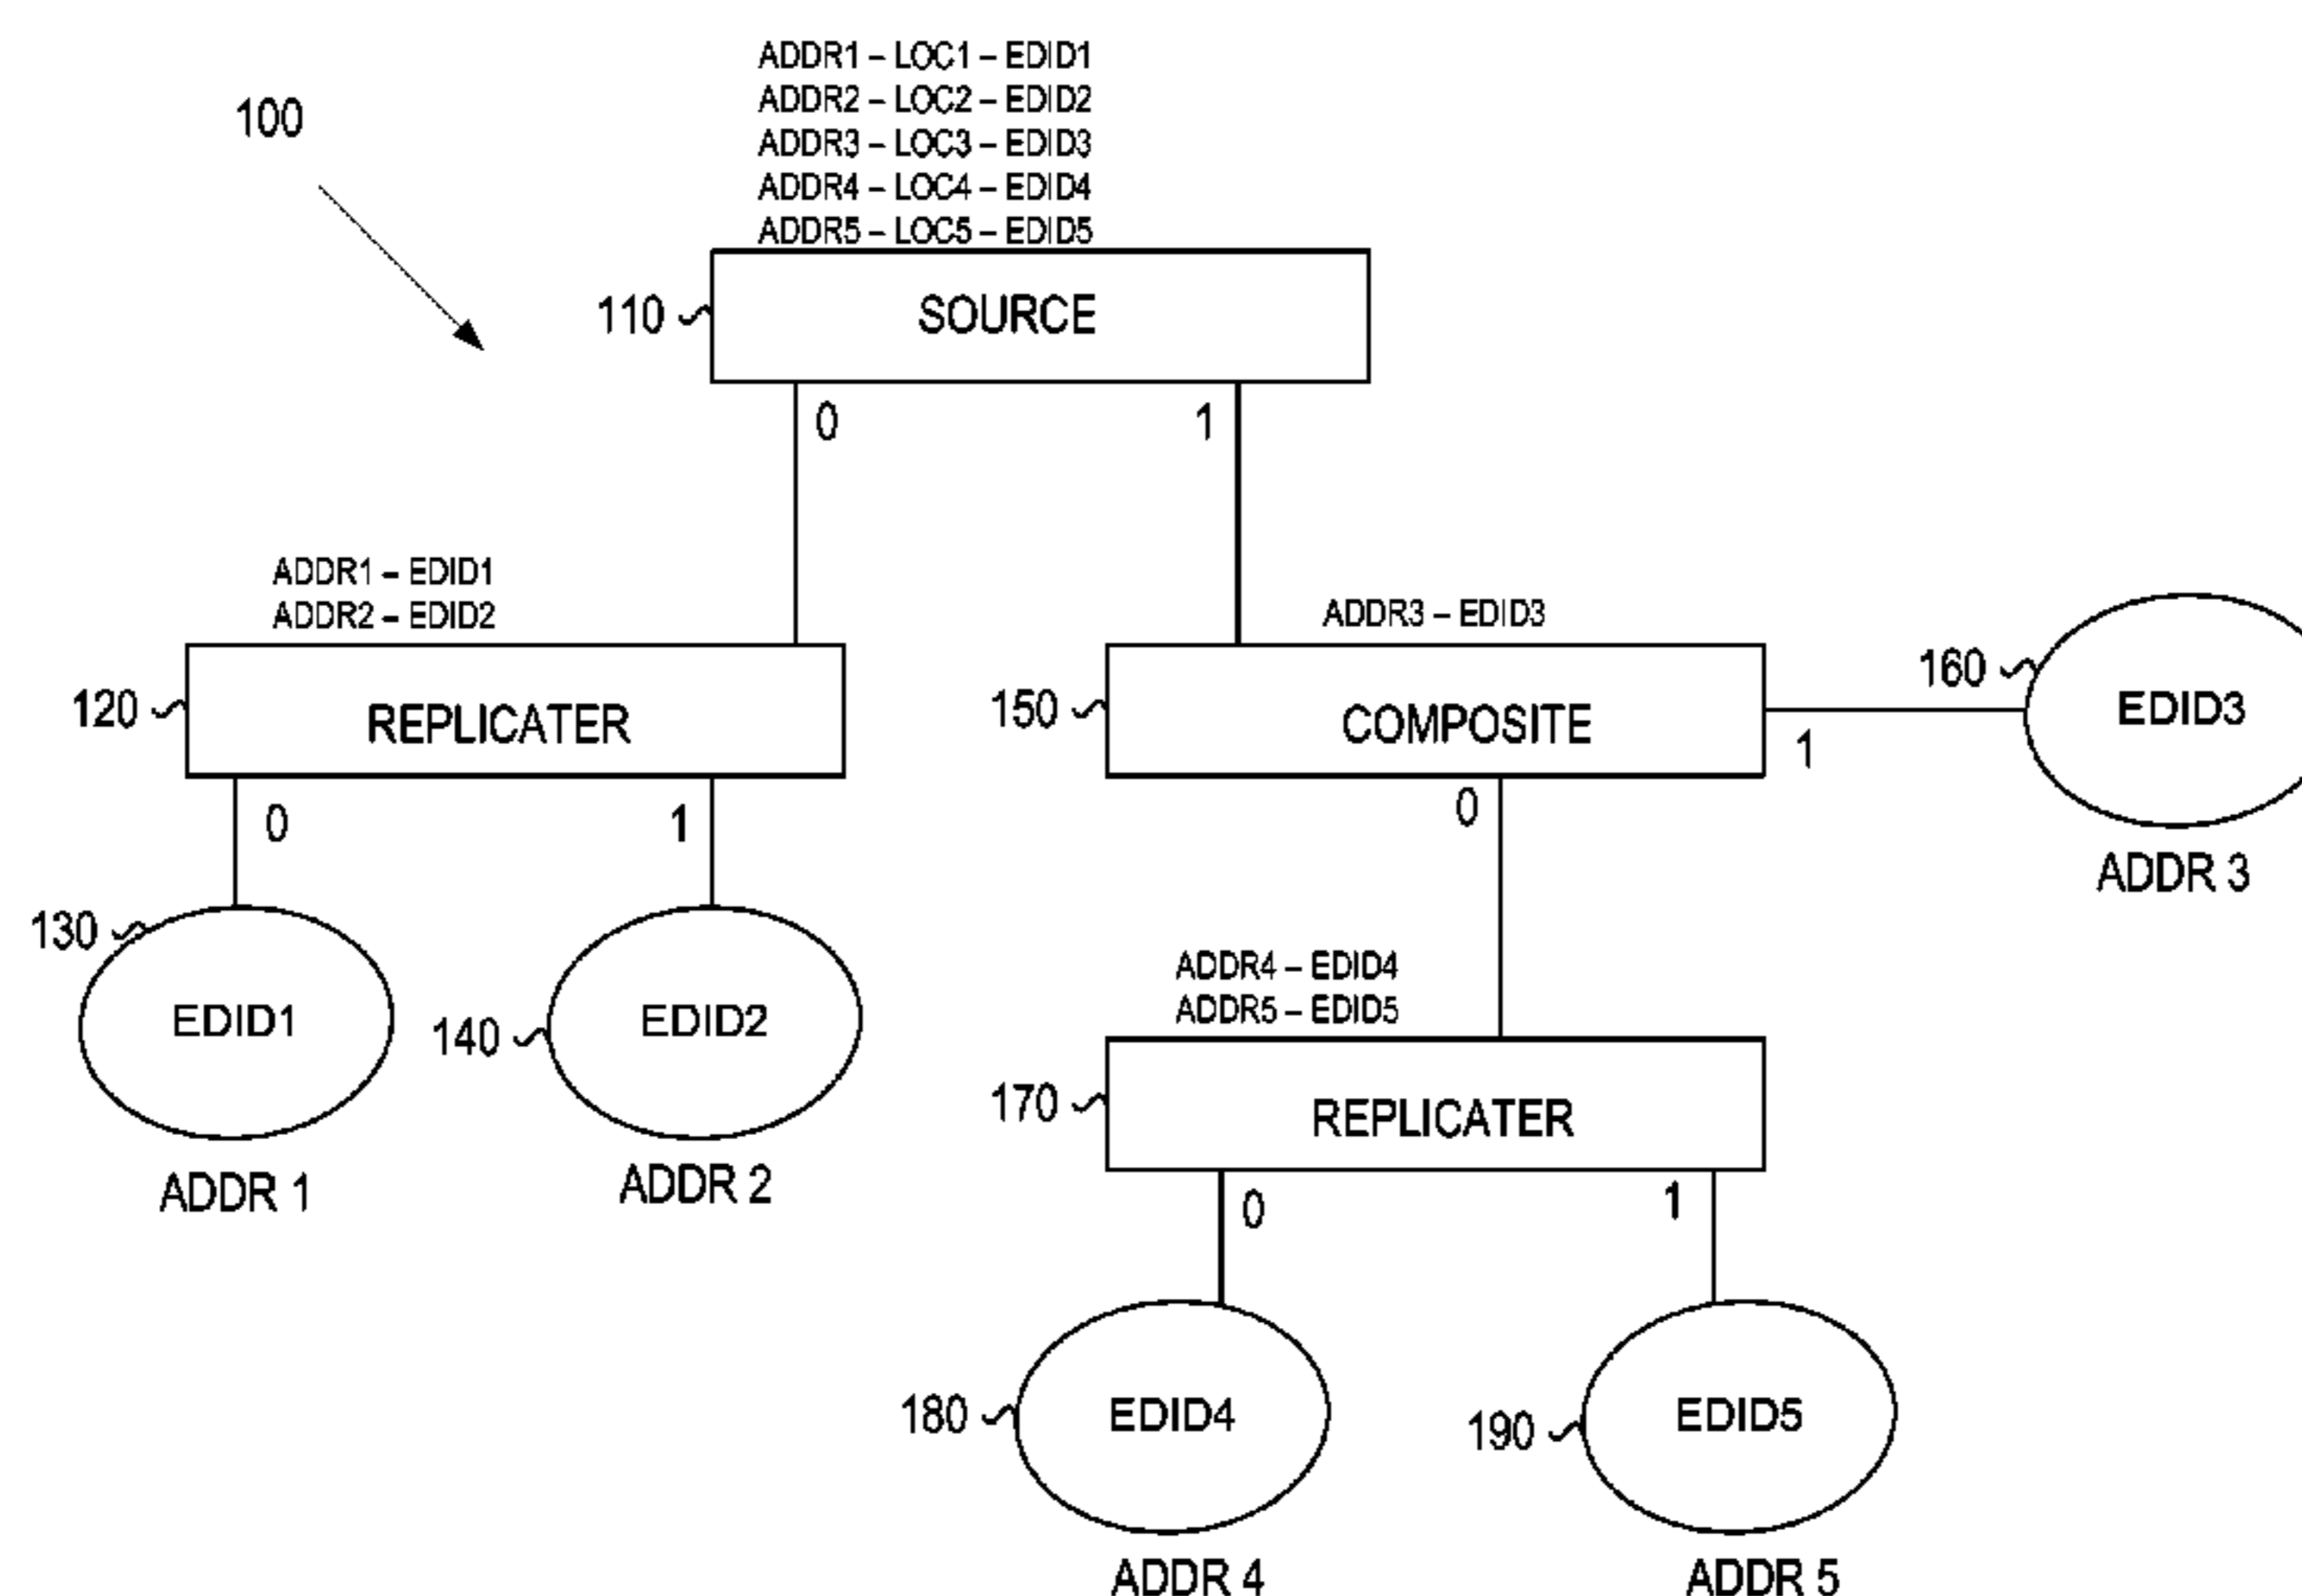 ADDR1 – LOC1 – EDID1
ADDR2 – LOC2 – EDID2
100
ADDR3 – LOC3 – EDID3
ADDR4 – LOC4 – EDID4
ADDR5 – LOC5 – EDID5
110
SOURCE
0
1
ADDR1 – EDID1
ADDR2 – EDID2
ADDR3 – EDID3
120
REPLICATER
150
COMPOSITE
160
EDID3
1
0
1
0
ADDR 3
130
EDID1
140
EDID2
ADDR4 – EDID4
ADDR5 – EDID5
ADDR 1
ADDR 2
170
REPLICATER
0
1
180
EDID4
190
EDID5
ADDR 4
ADDR 5